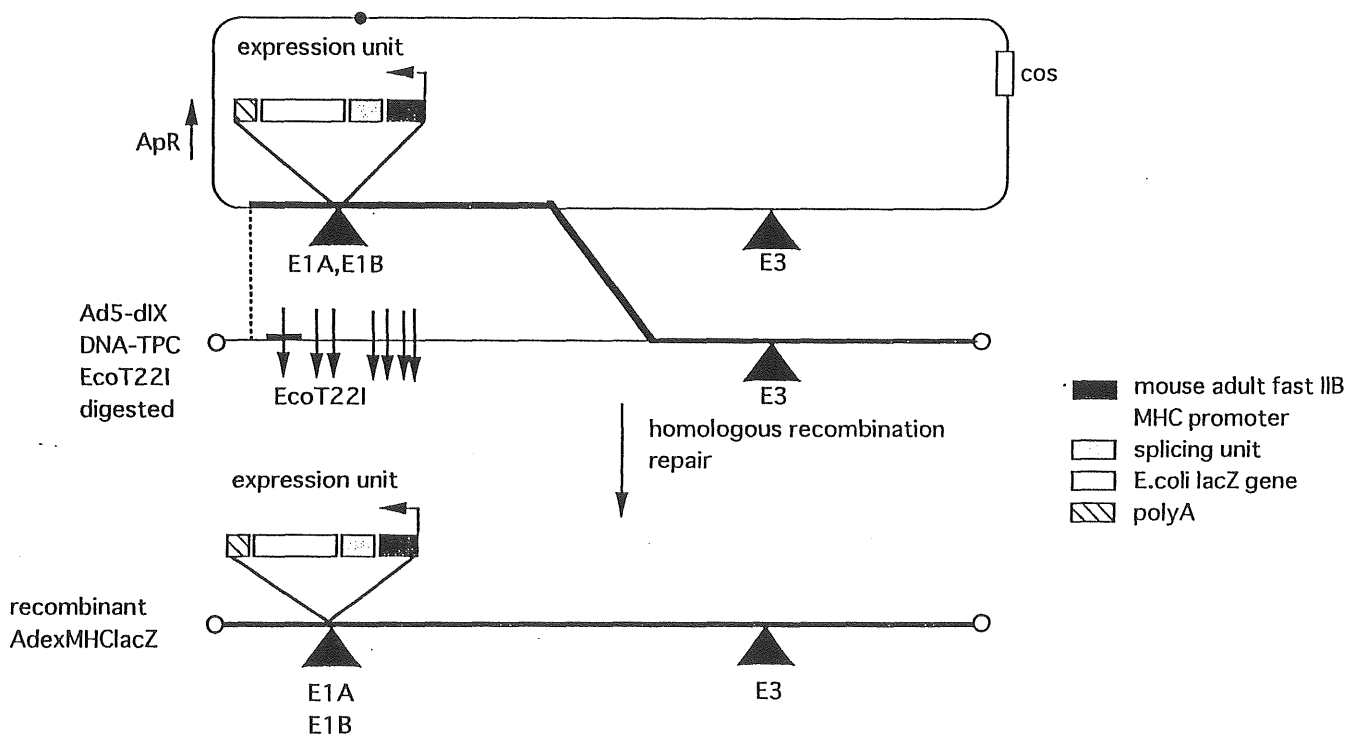 expression unit
cos
ApR
E1A,E1B
E3
Ad5-dlX
DNA-TPC
EcoT22I
digested
EcoT22I
E3
mouse adult fast IIB
MHC promoter
splicing unit
E.coli lacZ gene
polyA
homologous recombination
repair
expression unit
recombinant
AdexMHClacZ
E1A
E1B
E3